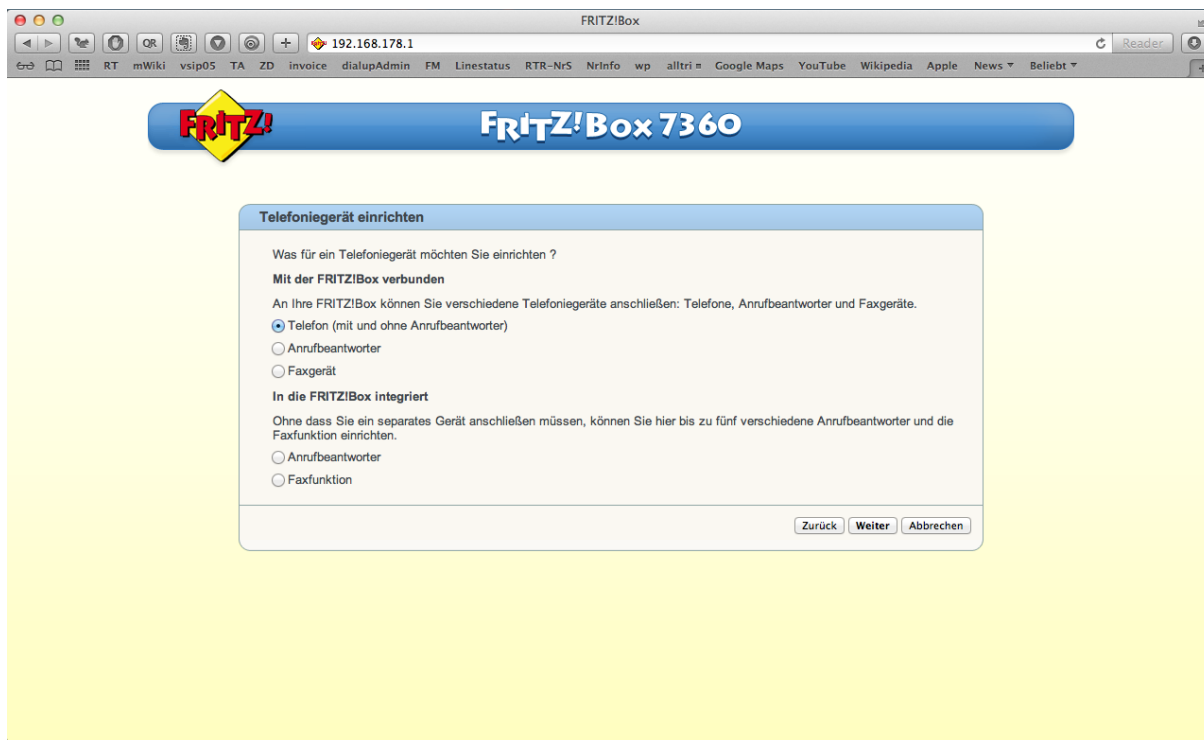 FRITZ!Box
QR
192.168.178.1
Reader
RT mWiki vsip05 TA ZD invoice dialupAdmin FM Linestatus RTR-NrS NrInfo wp alltri Google Maps YouTube Wikipedia Apple News Beliebt
FRITZ!
FRITZ!Box 7360
Telefoniegerät einrichten
Was für ein Telefoniegerät möchten Sie einrichten ?
Mit der FRITZ!Box verbunden
An Ihre FRITZ!Box können Sie verschiedene Telefoniegeräte anschließen: Telefone, Anrufbeantworter und Faxgeräte.
Telefon (mit und ohne Anrufbeantworter)
Anrufbeantworter
Faxgerät
In die FRITZ!Box integriert
Ohne dass Sie ein separates Gerät anschließen müssen, können Sie hier bis zu fünf verschiedene Anrufbeantworter und die
Faxfunktion einrichten.
Anrufbeantworter
Faxfunktion
Zurück Weiter Abbrechen